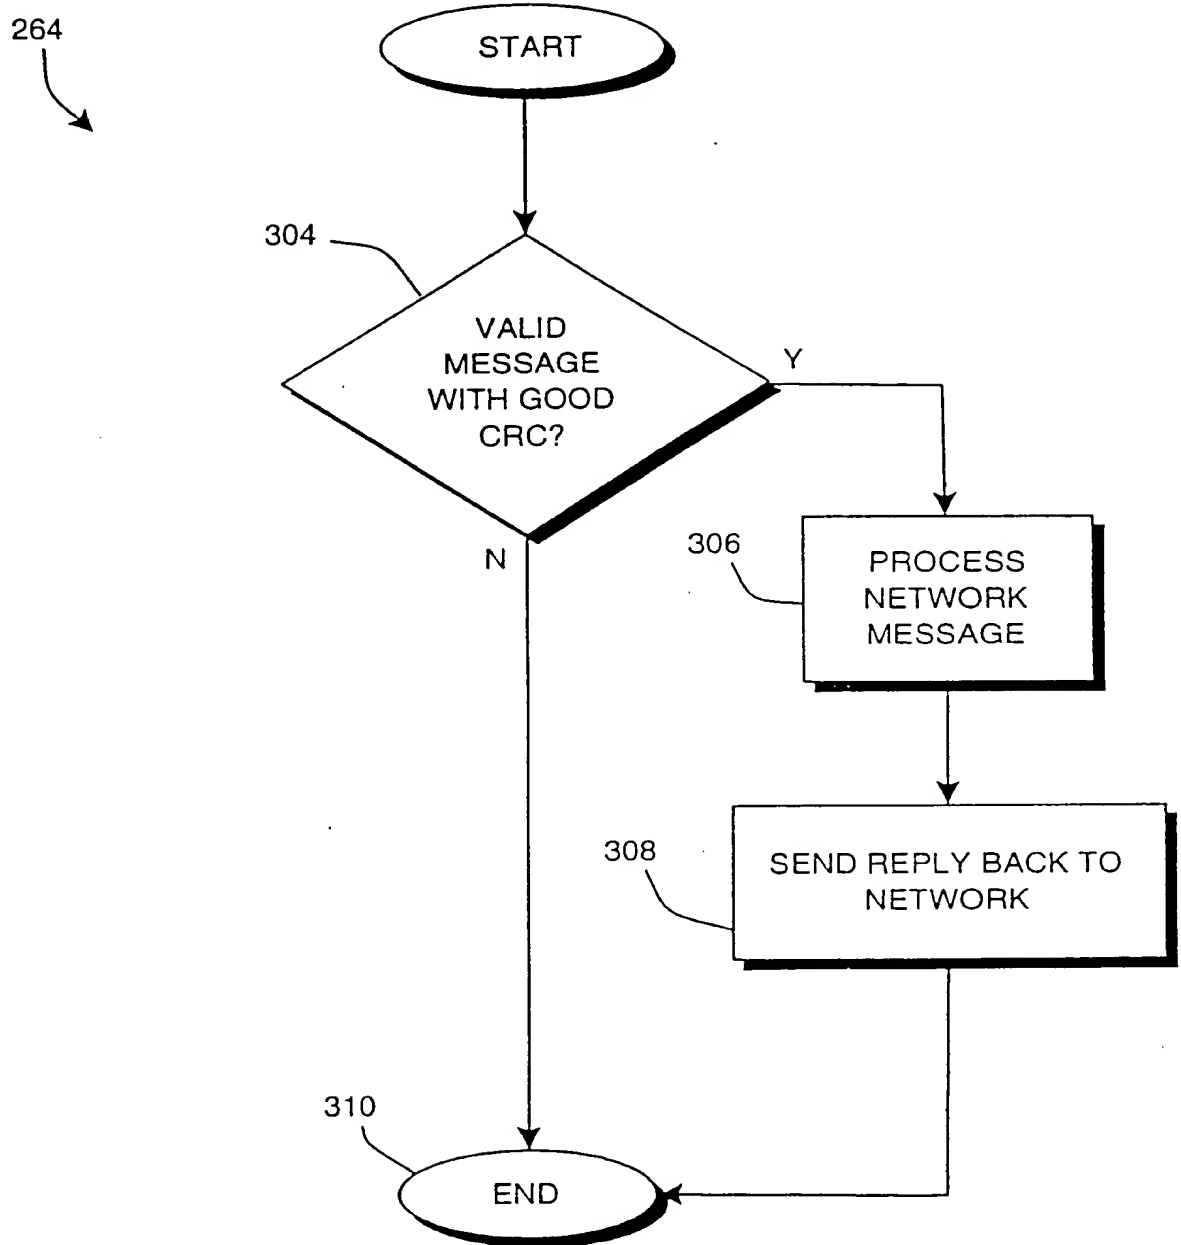 264
START
304
VALID
MESSAGE
WITH GOOD
CRC?
Y
N
306
PROCESS
NETWORK
MESSAGE
308
SEND REPLY BACK TO
NETWORK
310
END